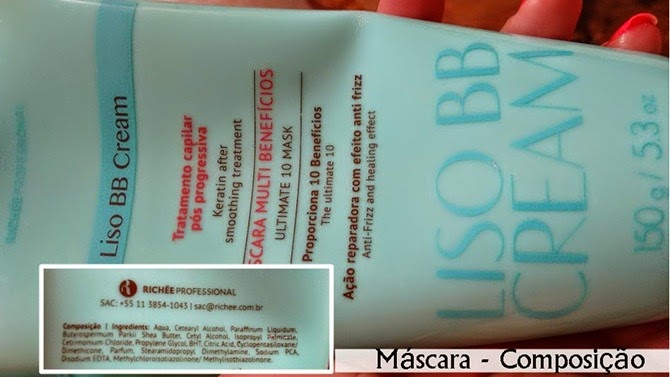 Liso BB Cream
Tratamento capilar
pós progressiva
Keratin after
smoothing treatment
SCARA MULTI BENEFÍCIOS
ULTIMATE 10 MASK
Proporciona 10 Benefícios
The ultimate 10
Ação reparadora com efeito anti frizz
Anti-Frizz and healing effect
LISO BB
CREAM
150 g / 5.3 oz
RICHÉE PROFESSIONAL
SAC: +55 11 3854-1043 | sac@richee.com.br
Composição | Ingredients: Aqua, Cetearyl Alcohol, Paraffinum Liquidum,
Butyrospermum Parkii Shea Butter, Cetyl Alcohol, Isopropyl Palmitate,
Cetrimonium Chloride, Propylene Glycol, BHT, Citric Acid, Cyclopentasiloxane/
Dimethicone, Parfum, Stearamidopropyl Dimethylamine, Sodium PCA,
Disodium EDTA, Methylchloroisotiazolinone/ Methylisothiazolinone.
Máscara - Composição